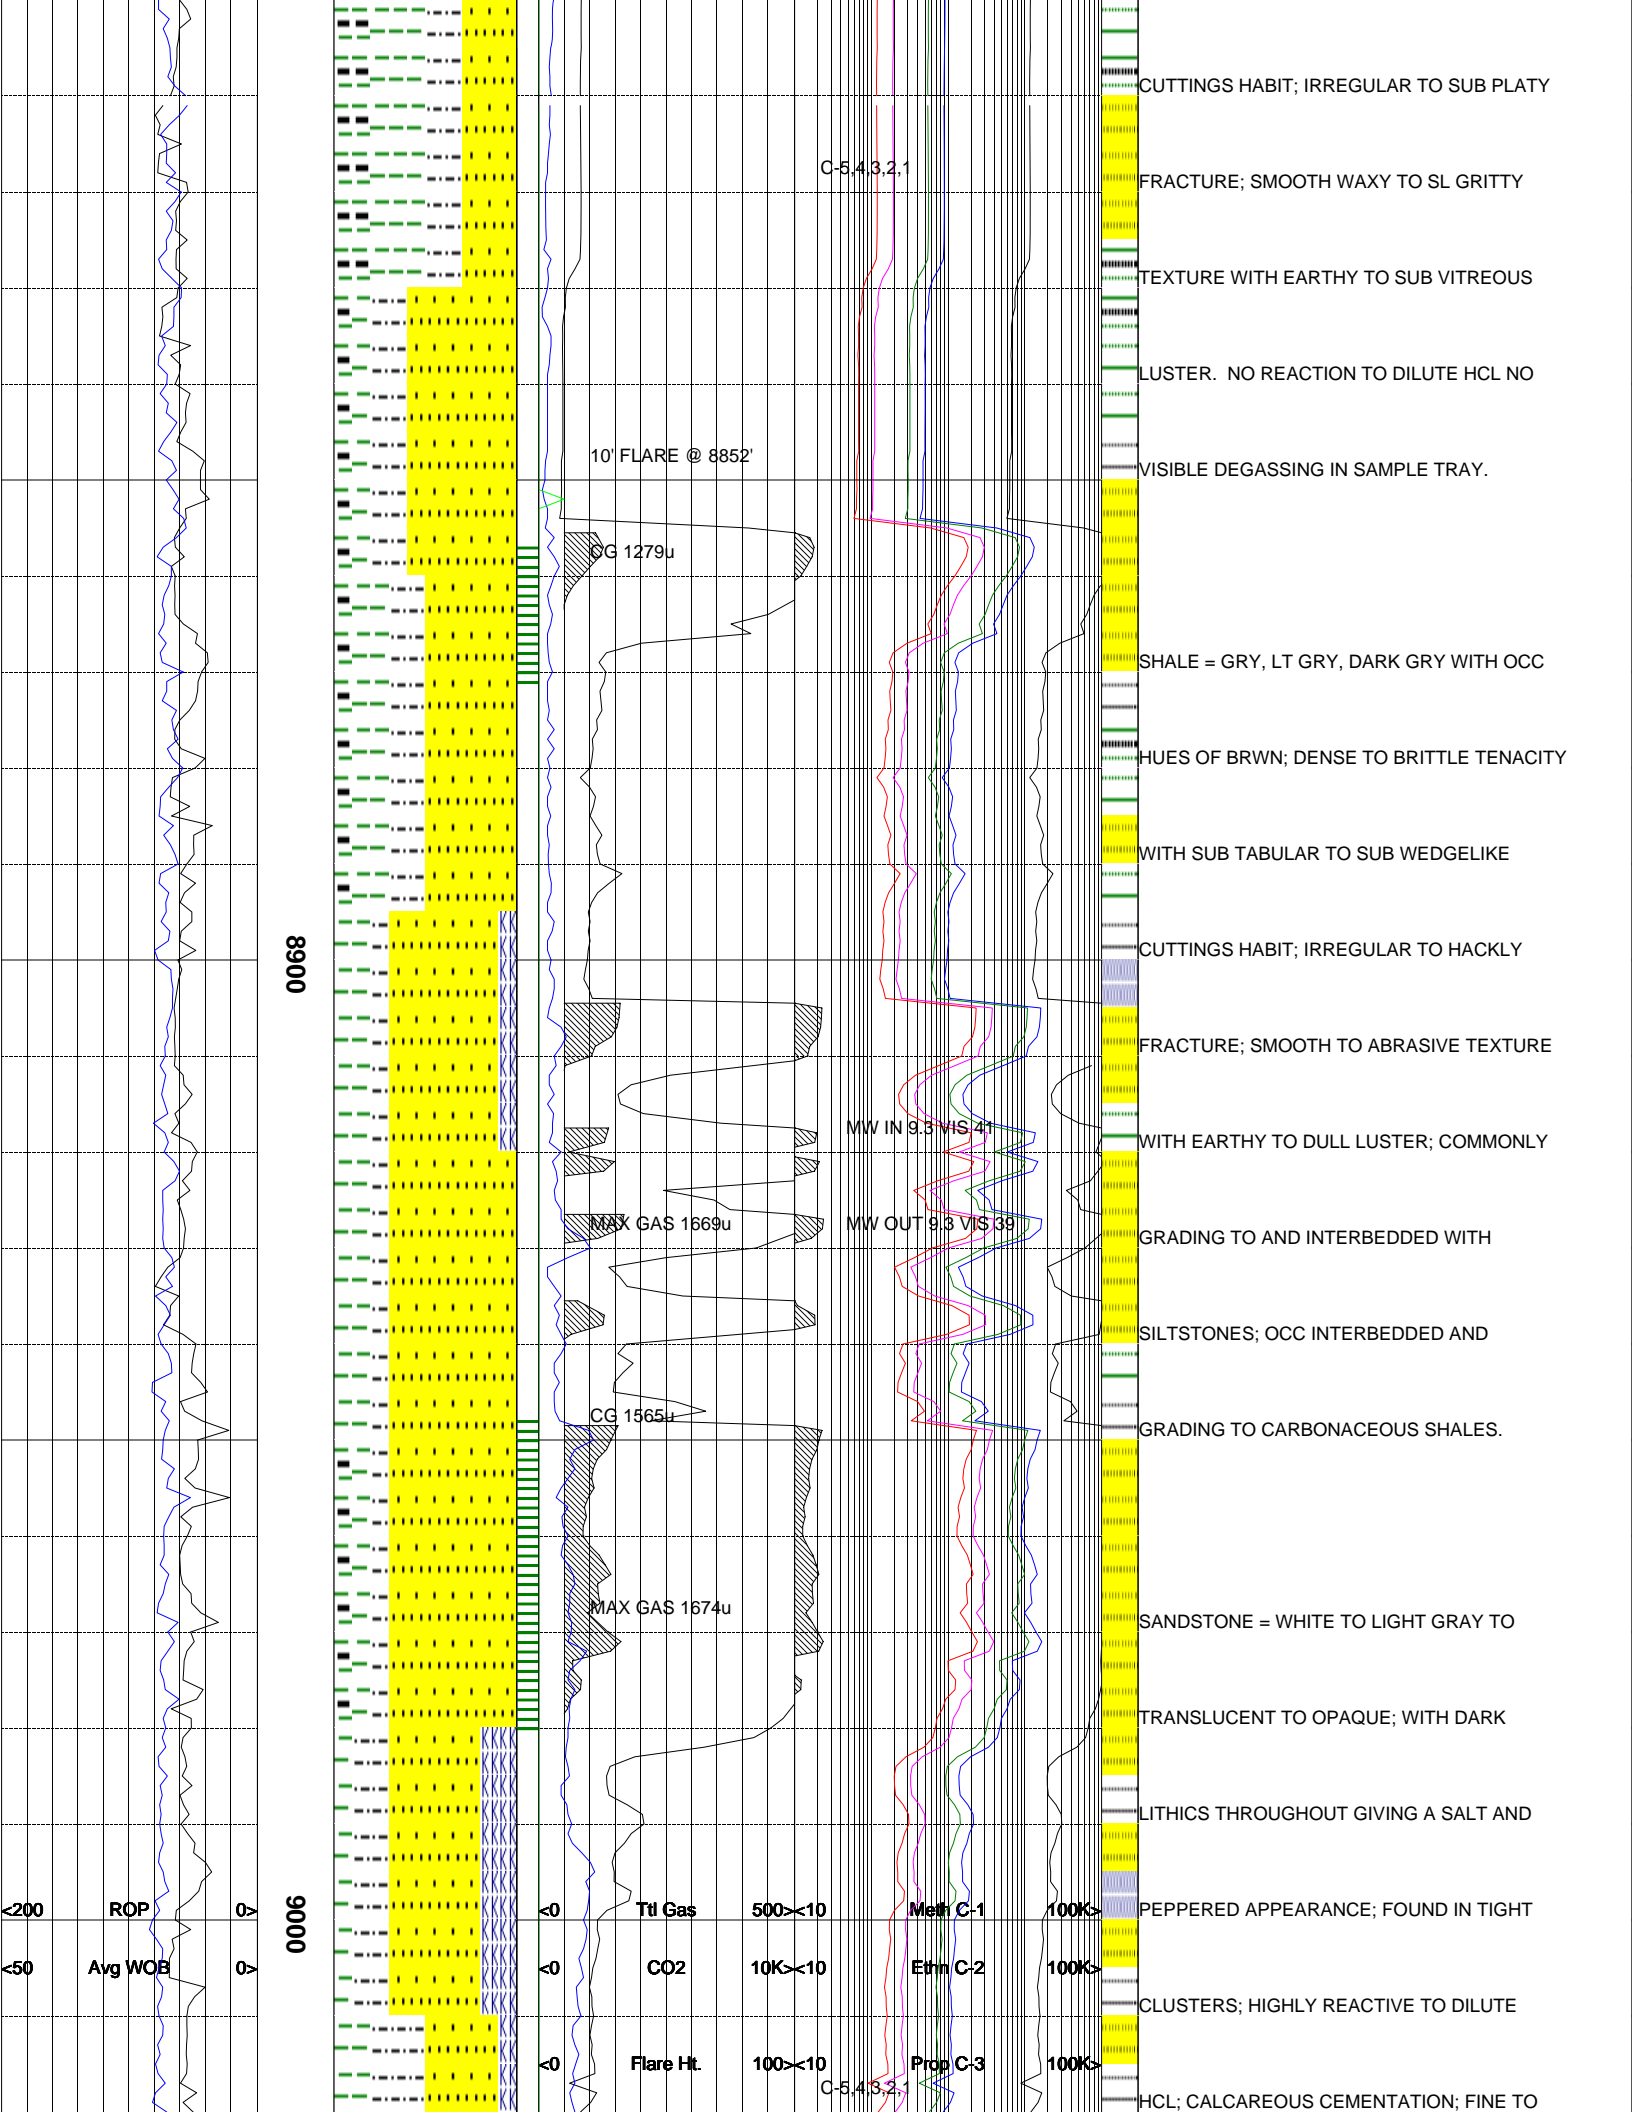 CUTTINGS HABIT; IRREGULAR TO SUB PLATY
C-5,4,3,2,1
FRACTURE; SMOOTH WAXY TO SL GRITTY
TEXTURE WITH EARTHY TO SUB VITREOUS
LUSTER. NO REACTION TO DILUTE HCL NO
10' FLARE @ 8852'
VISIBLE DEGASSING IN SAMPLE TRAY.
CG 1279u
SHALE = GRY, LT GRY, DARK GRY WITH OCC
HUES OF BRWN; DENSE TO BRITTLE TENACITY
WITH SUB TABULAR TO SUB WEDGELIKE
8900
CUTTINGS HABIT; IRREGULAR TO HACKLY
FRACTURE; SMOOTH TO ABRASIVE TEXTURE
MW IN 9.3 VIS 41
WITH EARTHY TO DULL LUSTER; COMMONLY
MAX GAS 1669u
MW OUT 9.3 VIS 39
GRADING TO AND INTERBEDDED WITH
SILTSTONES; OCC INTERBEDDED AND
CG 1565u
GRADING TO CARBONACEOUS SHALES.
MAX GAS 1674u
SANDSTONE = WHITE TO LIGHT GRAY TO
TRANSLUCENT TO OPAQUE; WITH DARK
LITHICS THROUGHOUT GIVING A SALT AND
<200 ROP 0>
9000
<0 Ttl Gas 500><10 Meth C-1 100K>
PEPPERED APPEARANCE; FOUND IN TIGHT
<50 Avg WOB 0>
<0 CO2 10K><10 Ethn C-2 100K>
CLUSTERS; HIGHLY REACTIVE TO DILUTE
<0 Flare Ht. 100><10 Prop C-3 100K>
C-5,4,3,2,1
HCL; CALCAREOUS CEMENTATION; FINE TO